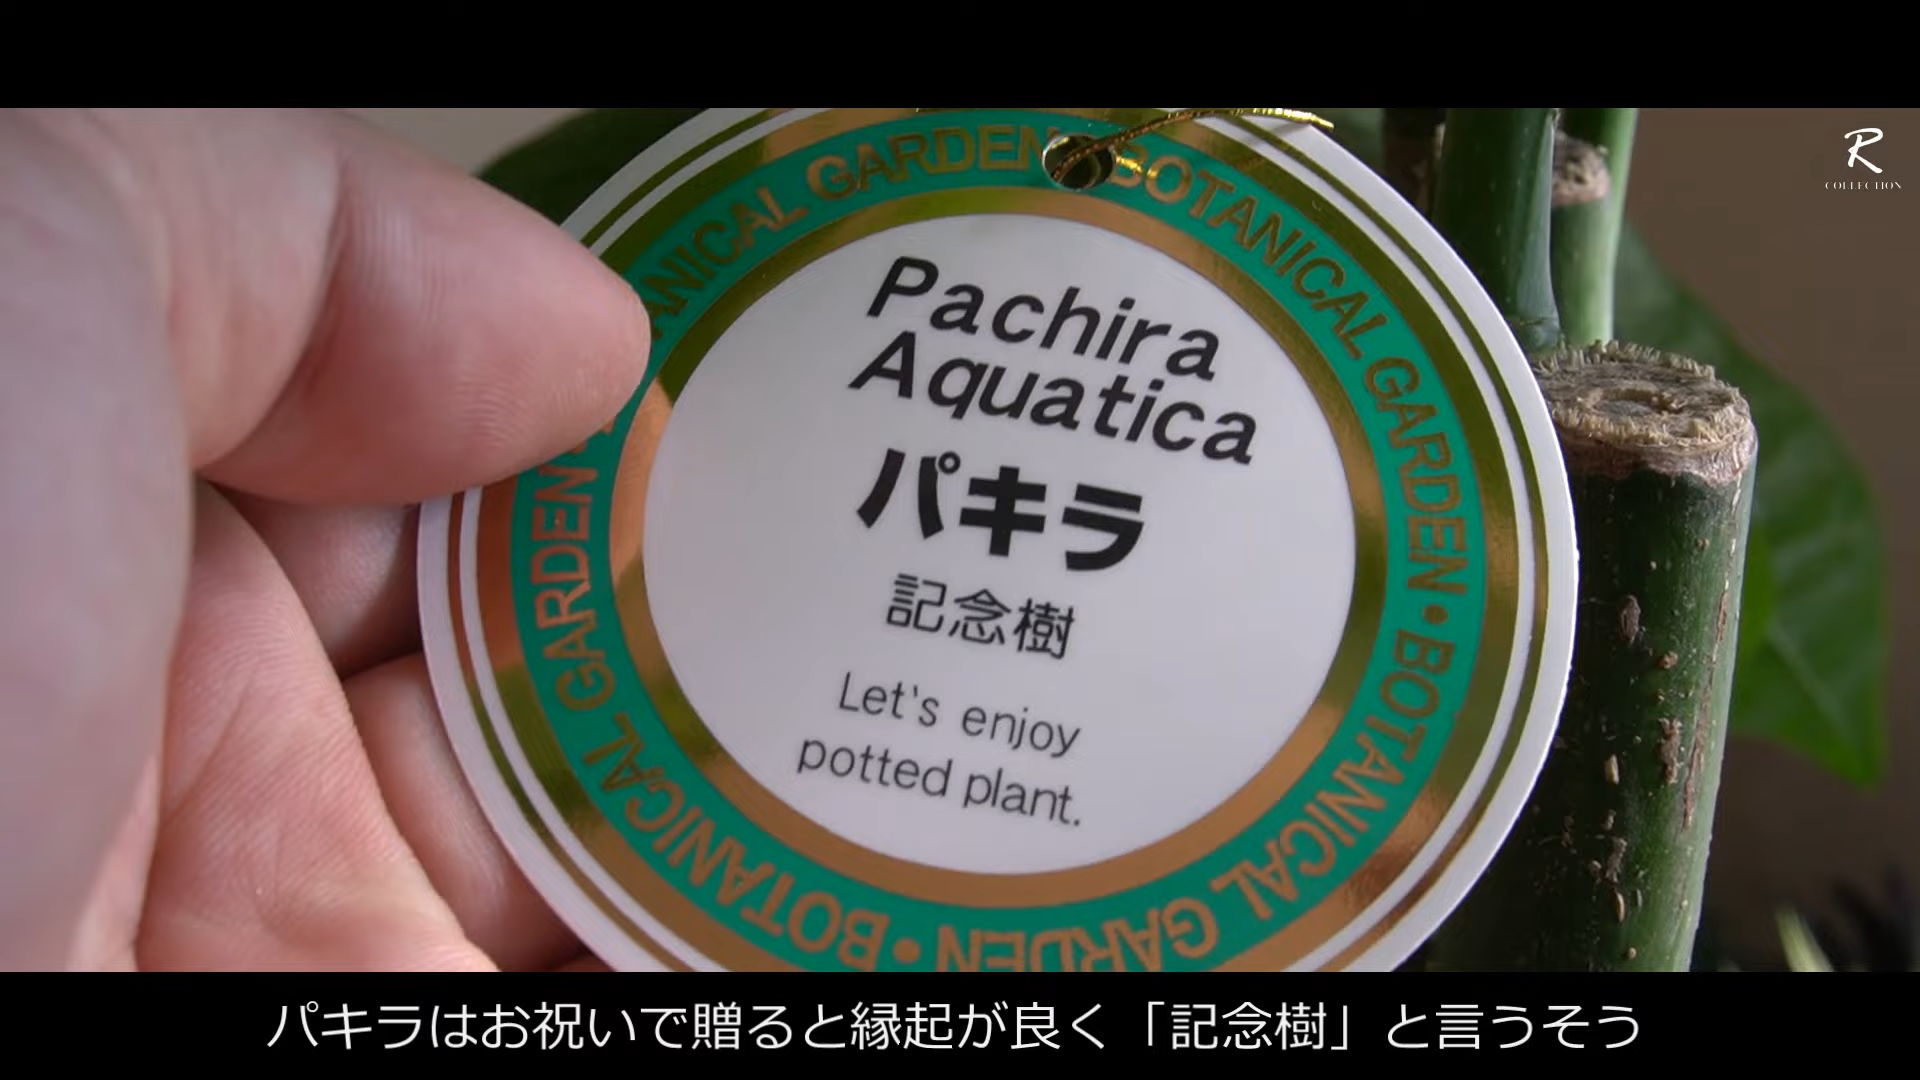 R
COLLECTION
BOTANICAL GARDEN • BOTANICAL GARDEN • BOTANICAL GARDEN • BOTANICAL GARDEN
Pachira
Aquatica
パキラ
記念樹
Let's enjoy
potted plant.
パキラはお祝いで贈ると縁起が良く「記念樹」と言うそう